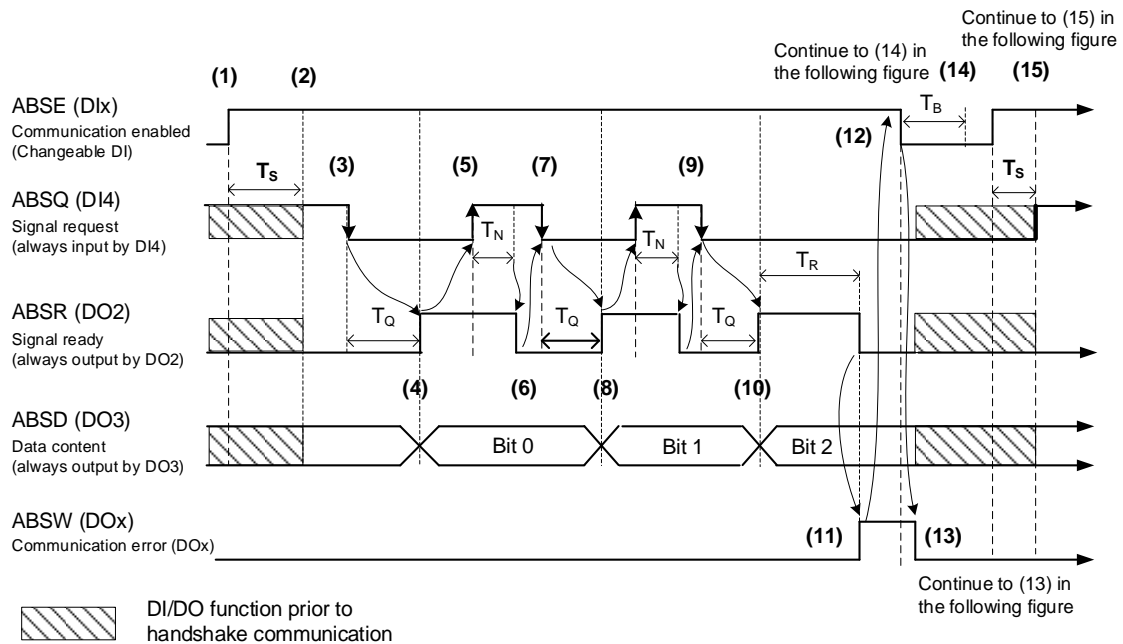 Continue to (15) in
the following figure
Continue to (14) in
the following figure
(1)
(2)
(14)
(15)
ABSE (DIx)
Communication enabled
(Changeable DI)
TB
(12)
TS
(3)
(5)
(7)
(9)
TS
ABSQ (DI4)
Signal request
(always input by DI4)
TN
TN
TR
ABSR (DO2)
Signal ready
(always output by DO2)
TQ
TQ
TQ
(4)
(6)
(8)
(10)
ABSD (DO3)
Data content
(always output by DO3)
Bit 0
Bit 1
Bit 2
ABSW (DOx)
Communication error (DOx)
(11)
(13)
Continue to (13) in
the following figure
DI/DO function prior to
handshake communication